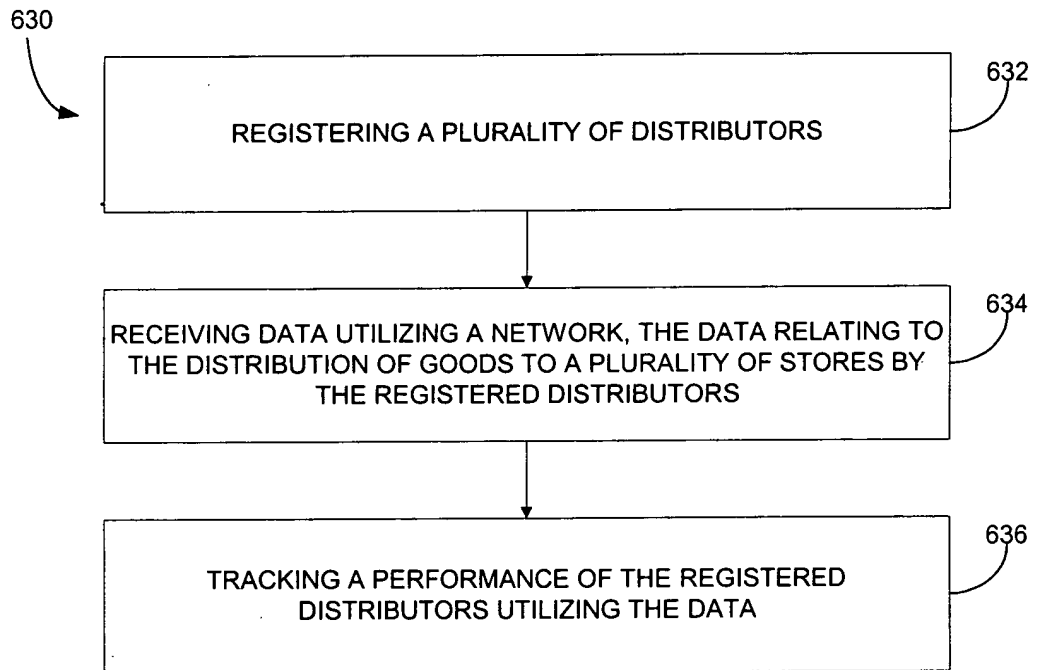 630
632
REGISTERING A PLURALITY OF DISTRIBUTORS
634
RECEIVING DATA UTILIZING A NETWORK, THE DATA RELATING TO
THE DISTRIBUTION OF GOODS TO A PLURALITY OF STORES BY
THE REGISTERED DISTRIBUTORS
636
TRACKING A PERFORMANCE OF THE REGISTERED
DISTRIBUTORS UTILIZING THE DATA